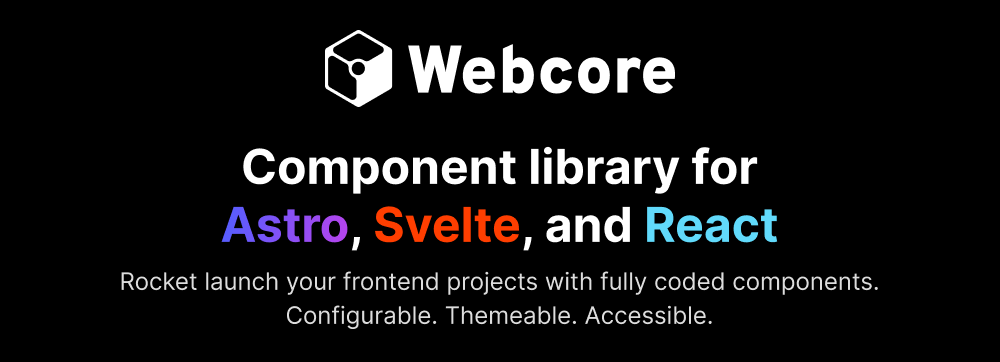 Webcore
Component library for
Astro, Svelte, and React
Rocket launch your frontend projects with fully coded components.
Configurable. Themeable. Accessible.